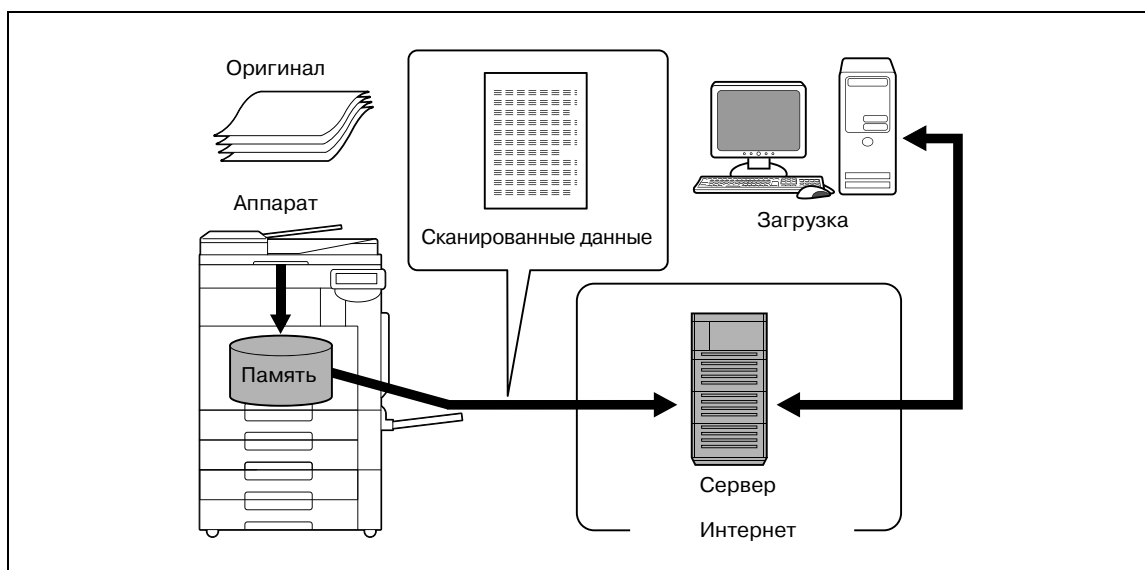 Оригинал
Аппарат
Память
Сканированные данные
Загрузка
Сервер
Интернет